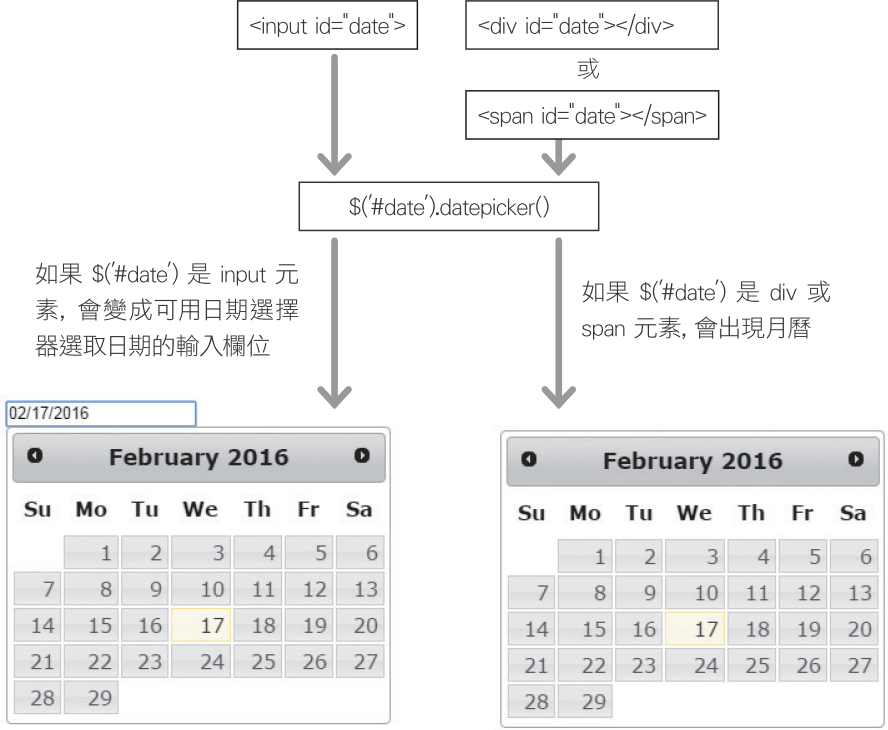 <input id="date">
<div id="date"></div>
或
<span id="date"></span>
$('#date').datepicker()
如果 $('#date') 是 input 元
素, 會變成可用日期選擇
器選取日期的輸入欄位
如果 $('#date') 是 div 或
span 元素, 會出現月曆
02/17/2016
February 2016
Su Mo Tu We Th Fr Sa
1 2 3 4 5 6
7 8 9 10 11 12 13
14 15 16 17 18 19 20
21 22 23 24 25 26 27
28 29
February 2016
Su Mo Tu We Th Fr Sa
1 2 3 4 5 6
7 8 9 10 11 12 13
14 15 16 17 18 19 20
21 22 23 24 25 26 27
28 29